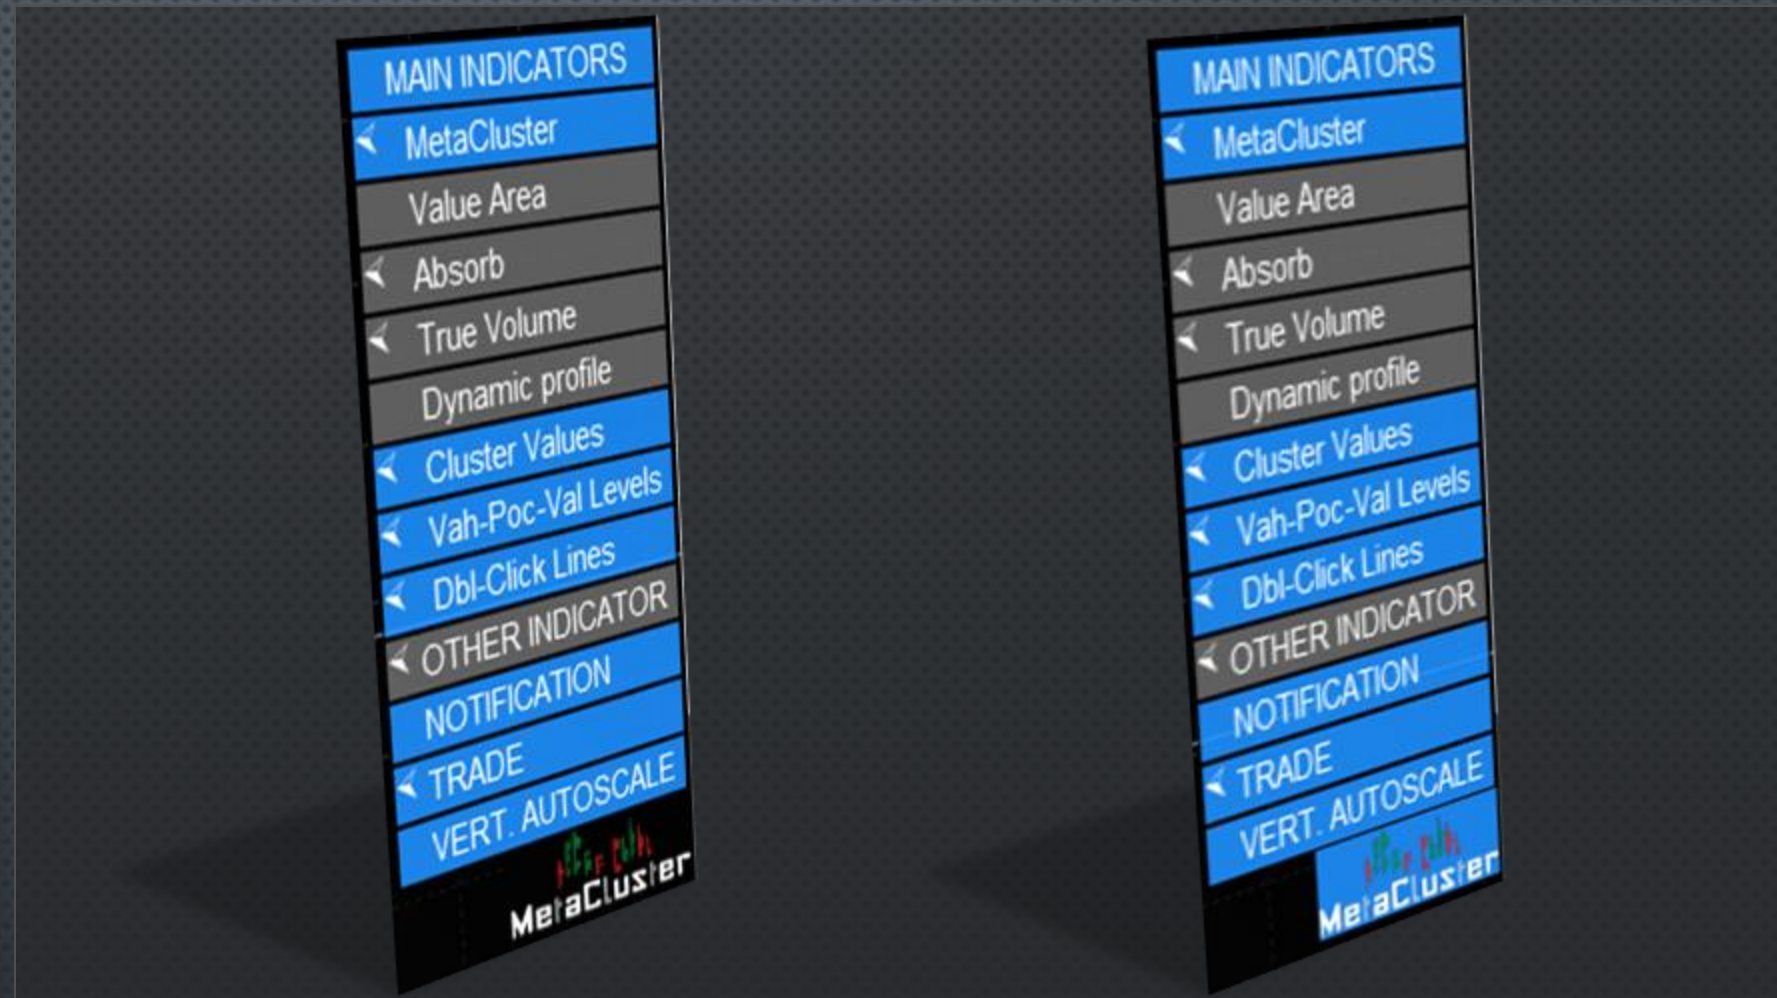 MAIN INDICATORS
MetaCluster
Value Area
Absorb
True Volume
Dynamic profile
Cluster Values
Vah-Poc-Val Levels
Dbl-Click Lines
OTHER INDICATOR
NOTIFICATION
TRADE
VERT. AUTOSCALE
MetaCluster
MAIN INDICATORS
MetaCluster
Value Area
Absorb
True Volume
Dynamic profile
Cluster Values
Vah-Poc-Val Levels
Dbl-Click Lines
OTHER INDICATOR
NOTIFICATION
TRADE
VERT. AUTOSCALE
MetaCluster